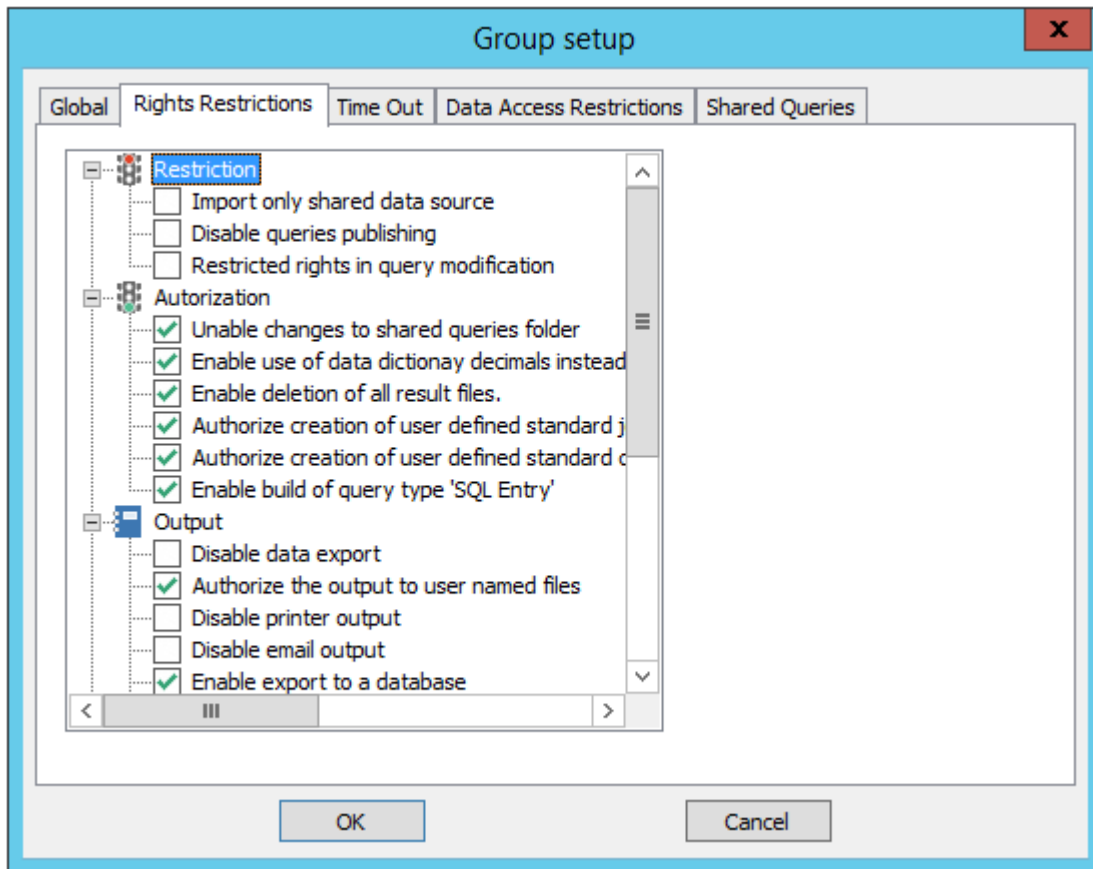 Group setup
x
Global
Rights Restrictions
Time Out
Data Access Restrictions
Shared Queries
Restriction
Import only shared data source
Disable queries publishing
Restricted rights in query modification
Autorization
Unable changes to shared queries folder
Enable use of data dictionay decimals instead
Enable deletion of all result files.
Authorize creation of user defined standard j
Authorize creation of user defined standard
Enable build of query type 'SQL Entry'
Output
Disable data export
Authorize the output to user named files
Disable printer output
Disable email output
Enable export to a database
OK
Cancel